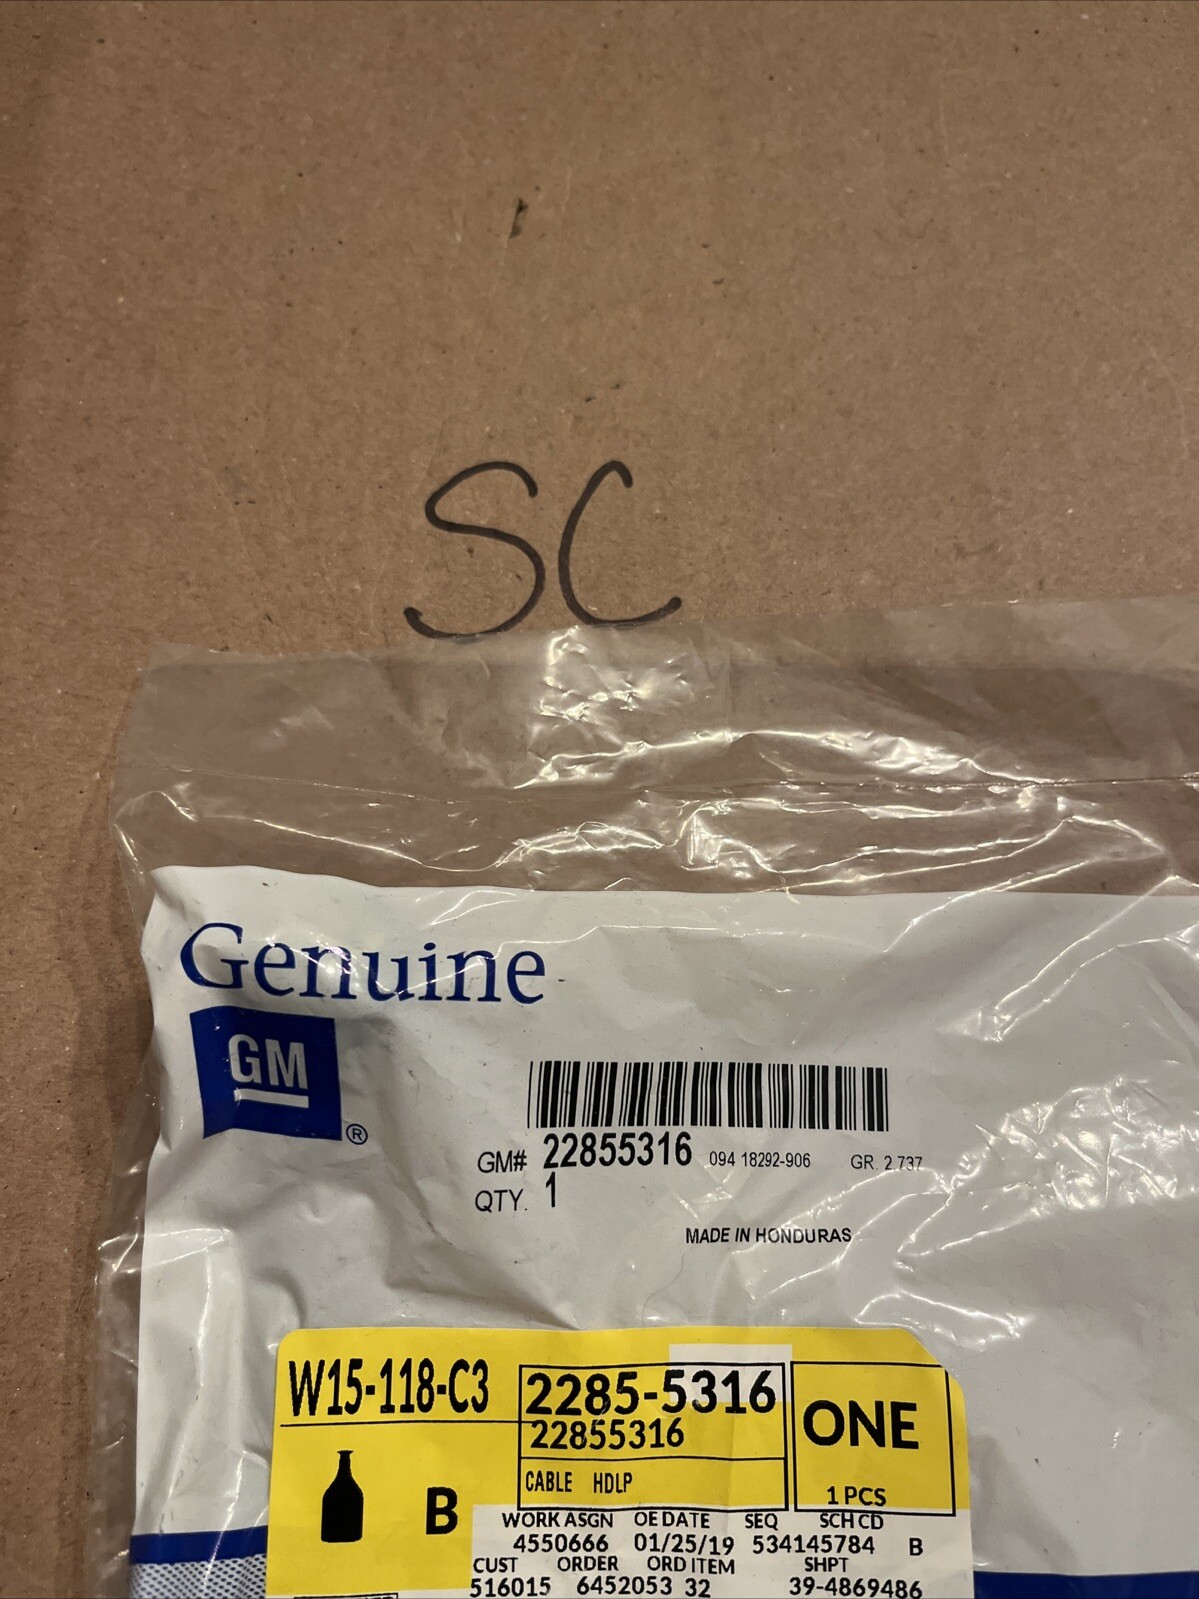 SC
Genuine
GM
®
GM# 22855316 094 18292-906 GR. 2.737
QTY. 1
MADE IN HONDURAS
W15-118-C3
2285-5316
22855316
CABLE HDLP
ONE
1 PCS
B
WORK ASGN OE DATE SEQ SCH CD
4550666 01/25/19 534145784 B
CUST ORDER ORD ITEM SHPT
516015 6452053 32 39-4869486